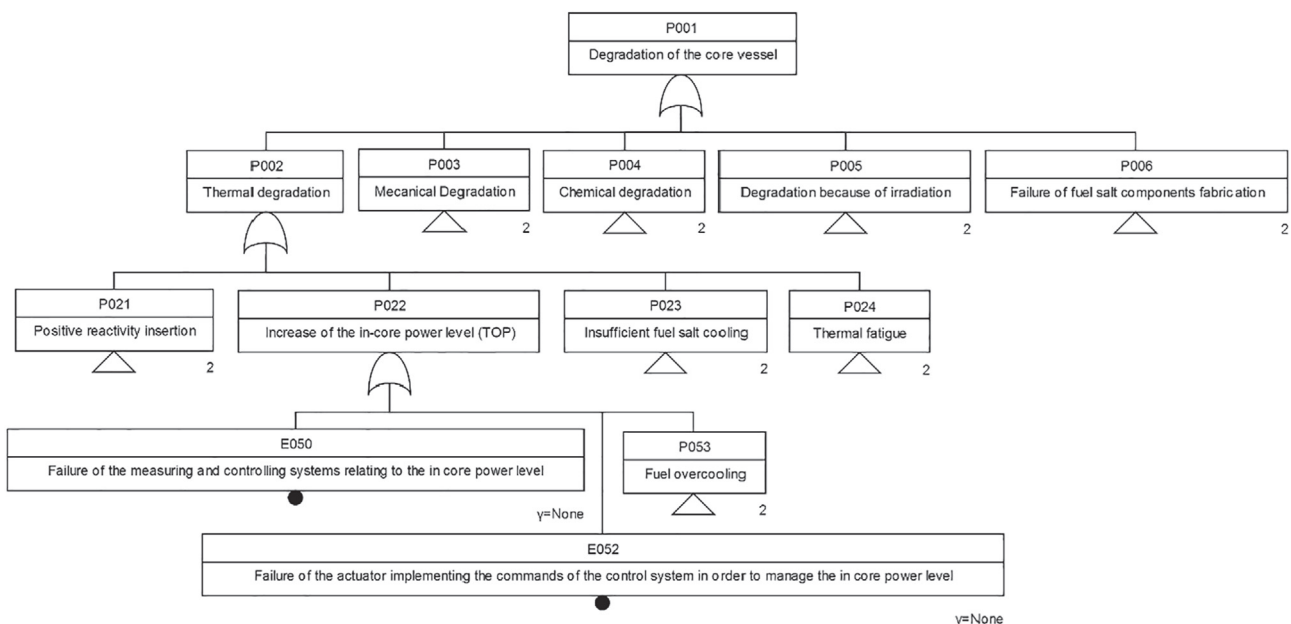 P001
Degradation of the core vessel
P002
Thermal degradation
P003
Mecanical Degradation
2
P004
Chemical degradation
2
P005
Degradation because of irradiation
2
P006
Failure of fuel salt components fabrication
2
P021
Positive reactivity insertion
2
P022
Increase of the in-core power level (TOP)
P023
Insufficient fuel salt cooling
2
P024
Thermal fatigue
2
E050
Failure of the measuring and controlling systems relating to the in core power level
γ=None
P053
Fuel overcooling
2
E052
Failure of the actuator implementing the commands of the control system in order to manage the in core power level
γ=None